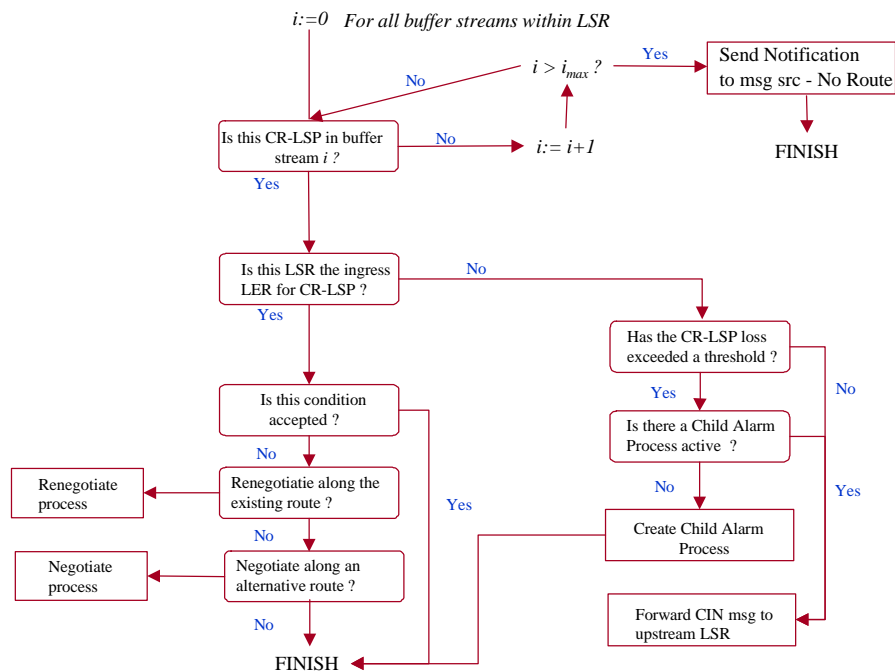 i:=0 For all buffer streams within LSR
i > imax ?
Yes
Send Notification
to msg src - No Route
No
Is this CR-LSP in buffer
stream i ?
No
i:= i+1
FINISH
Yes
Is this LSR the ingress
LER for CR-LSP ?
No
Yes
Has the CR-LSP loss
exceeded a threshold ?
Is this condition
accepted ?
Yes
No
Is there a Child Alarm
Process active ?
No
Renegotiatie along the
existing route ?
Renegotiate
process
Yes
No
Yes
Create Child Alarm
Process
No
Negotiate along an
alternative route ?
Negotiate
process
Forward CIN msg to
upstream LSR
No
FINISH